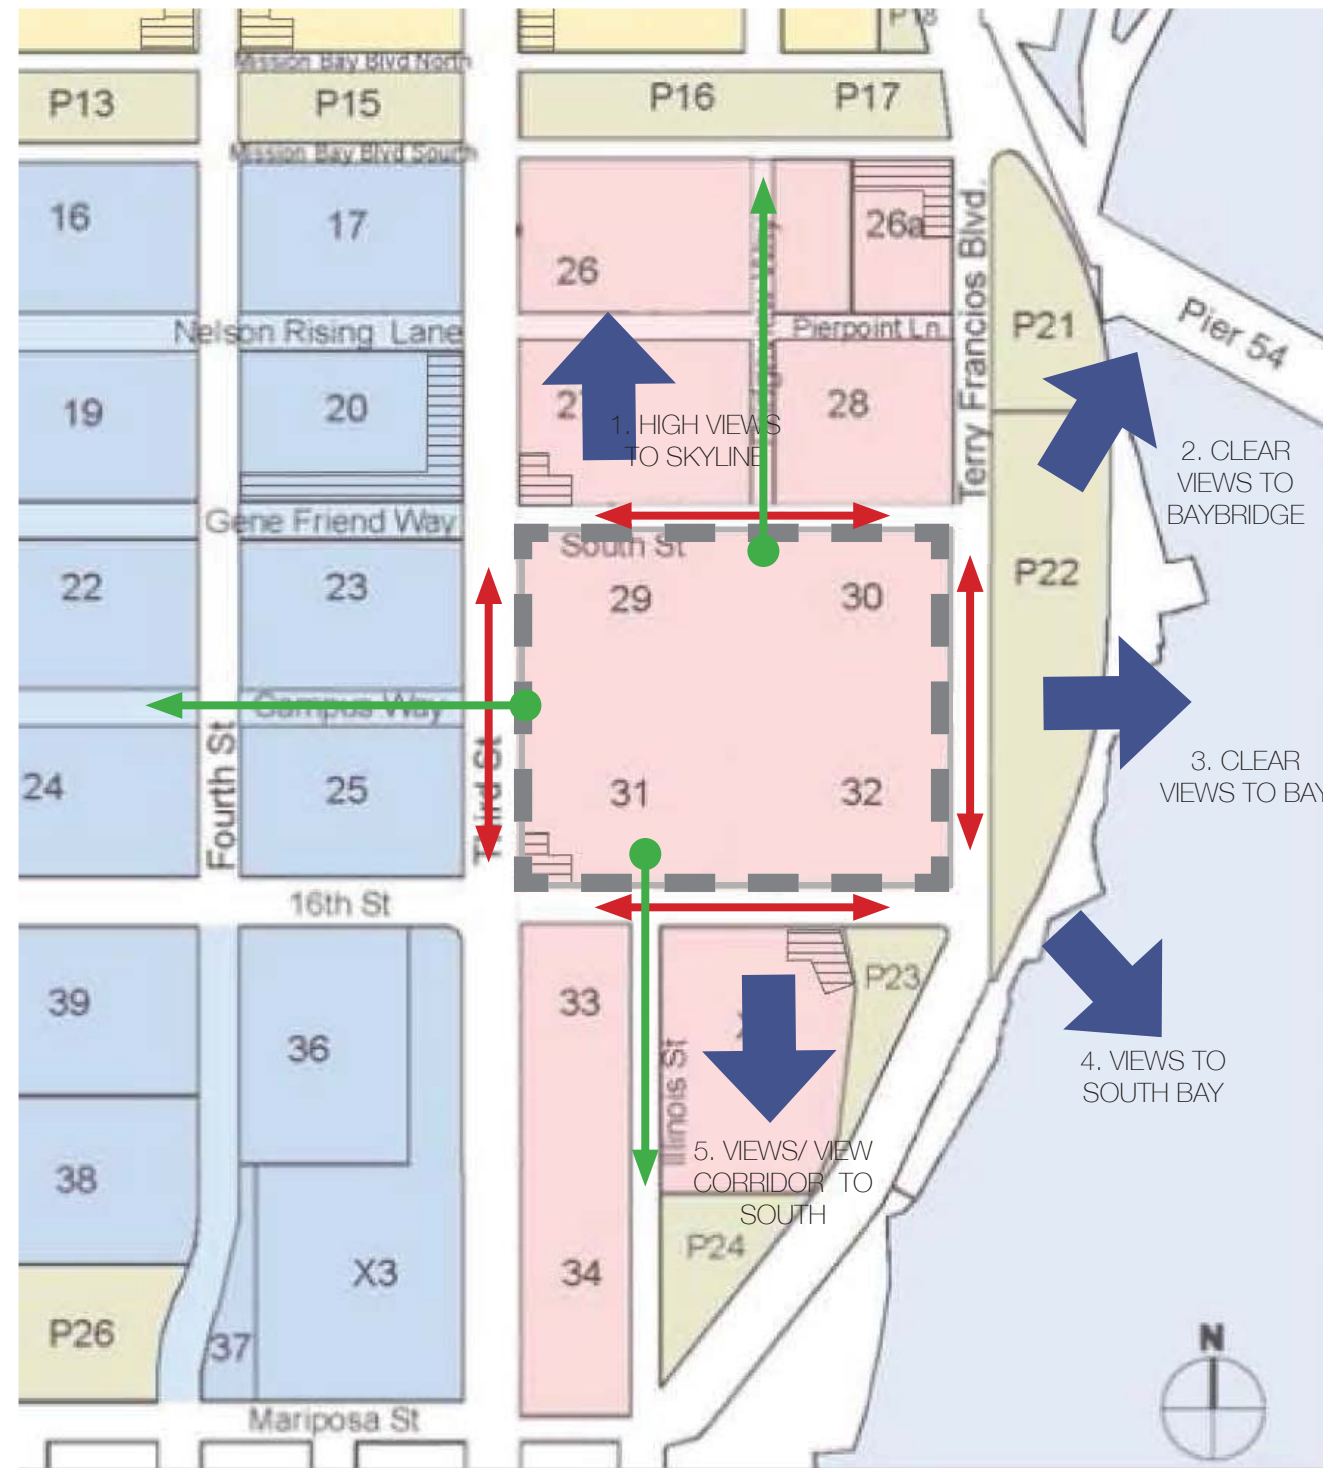 P18
Mission Bay Blvd North
P13
P15
P16
P17
Mission Bay Blvd South
16
17
26
26a
Nelson Rising Lane
Pierpoint Ln.
Terry Francios Blvd.
P21
Pier 54
19
20
28
1. HIGH VIEWS
TO SKYLINE
2. CLEAR
VIEWS TO
BAYBRIDGE
Gene Friend Way
South St
22
23
29
30
P22
Campus Way
Fourth St
Third St
24
25
31
32
3. CLEAR
VIEWS TO BAY
16th St
39
36
33
P23
Illinois St
4. VIEWS TO
SOUTH BAY
38
5. VIEWS/ VIEW
CORRIDOR TO
SOUTH
P24
X3
34
P26
37
N
Mariposa St